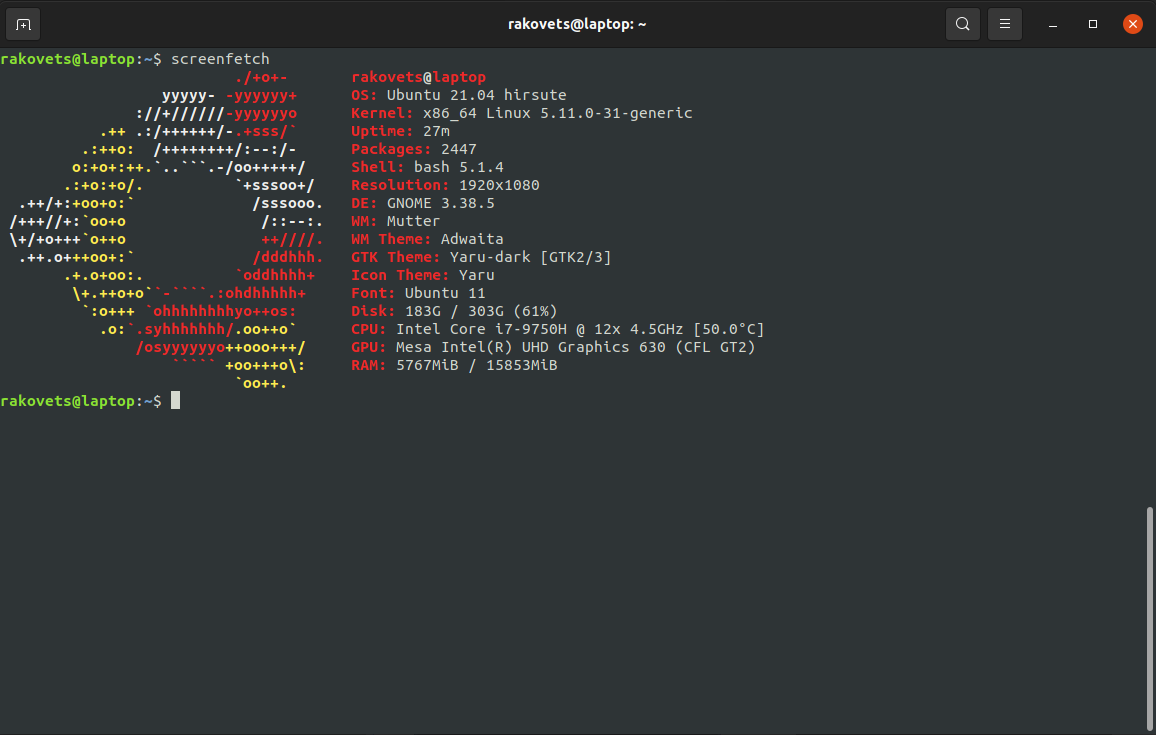 rakovets@laptop: ~
rakovets@laptop:~$ screenfetch
                          ./+o+-       rakovets@laptop
                  yyyyy- -yyyyyy+      OS: Ubuntu 21.04 hirsute
               ://+//////-yyyyyyo      Kernel: x86_64 Linux 5.11.0-31-generic
           .++ .:/++++++/-.+sss/`      Uptime: 27m
         .:++o:  /++++++++/:--:/-      Packages: 2447
        o:+o+:++.`..```.-/oo+++++/     Shell: bash 5.1.4
       .:+o:+o/.          `+sssoo+/    Resolution: 1920x1080
  .++/+:+oo+o:`             /sssooo.   DE: GNOME 3.38.5
 /+++//+:`oo+o               /::--:.   WM: Mutter
 \+/+o+++`o++o               ++////.   WM Theme: Adwaita
  .++.o+++oo+:`             /dddhhh.   GTK Theme: Yaru-dark [GTK2/3]
       .+.o+oo:.          `oddhhhh+    Icon Theme: Yaru
        \+.++o+o``-````.:ohdhhhhh+     Font: Ubuntu 11
         `:o+++ `ohhhhhhhhyo++os:      Disk: 183G / 303G (61%)
           .o:`.syhhhhhhh/.oo++o`      CPU: Intel Core i7-9750H @ 12x 4.5GHz [50.0°C]
               /osyyyyyyo++ooo+++/     GPU: Mesa Intel(R) UHD Graphics 630 (CFL GT2)
                   ````` +oo+++o\:     RAM: 5767MiB / 15853MiB
                          `oo++.
rakovets@laptop:~$